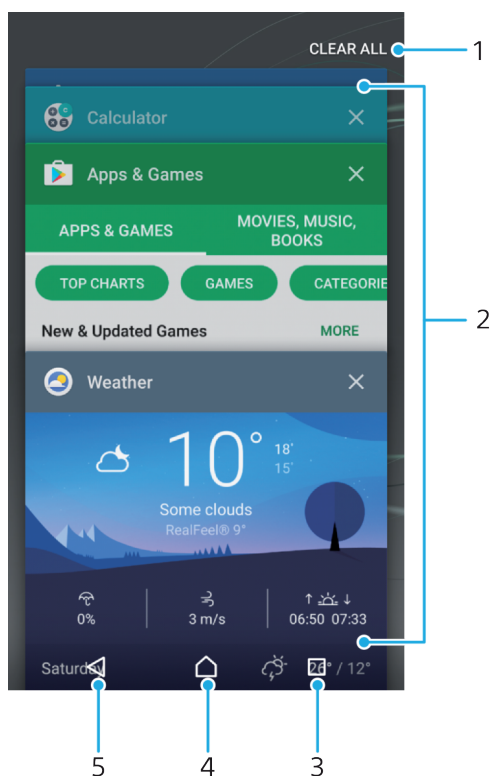 CLEAR ALL 1
Calculator
Apps & Games
APPS & GAMES
MOVIES, MUSIC,
BOOKS
2
TOP CHARTS GAMES CATEGORIE
New & Updated Games MORE
Weather
10° 18°
15°
Some clouds
RealFeel® 9°
0% 3 m/s ↑ ↓ 06:50 07:33
Saturday 26° / 12°
5 4 3